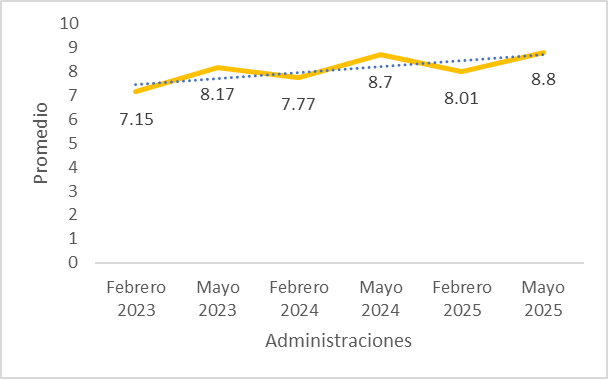 10
9
8
7
6
5
4
3
2
1
0
Promedio
7.15
8.17
7.77
8.7
8.01
8.8
Febrero
2023
Mayo
2023
Febrero
2024
Mayo
2024
Febrero
2025
Mayo
2025
Administraciones